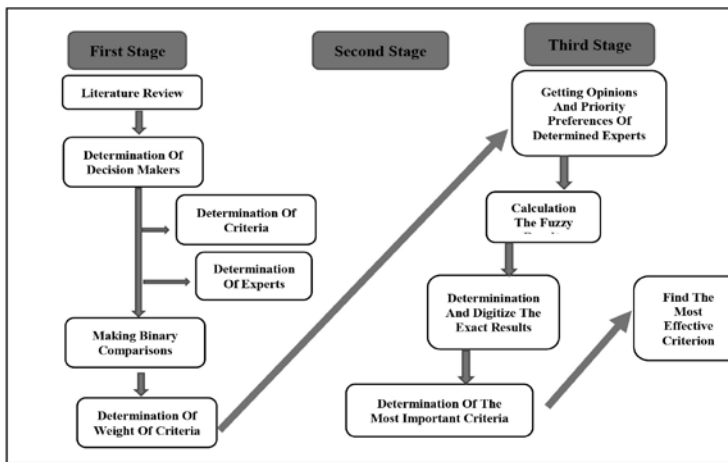 First Stage
Second Stage
Third Stage
Literature Review
Determination Of
Decision Makers
Determination Of
Criteria
Determination
Of Experts
Making Binary
Comparisons
Determination Of
Weight Of Criteria
Getting Opinions
And Priority
Preferences Of
Determined Experts
Calculation
The Fuzzy
Determinination
And Digitize The
Exact Results
Determination Of The
Most Important Criteria
Find The
Most
Effective
Criterion